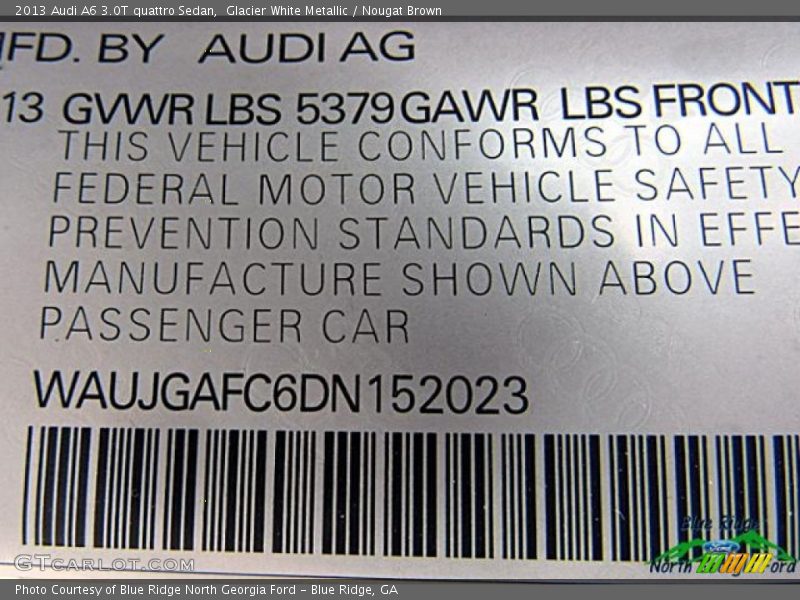 2013 Audi A6 3.0T quattro Sedan, Glacier White Metallic / Nougat Brown
MFD. BY AUDI AG
13 GVWR LBS 5379 GAWR LBS FRONT
THIS VEHICLE CONFORMS TO ALL
FEDERAL MOTOR VEHICLE SAFETY
PREVENTION STANDARDS IN EFFE
MANUFACTURE SHOWN ABOVE
PASSENGER CAR
WAUJGAFC6DN152023
Blue Ridge
North Ford
GTcarlot.com
Photo Courtesy of Blue Ridge North Georgia Ford – Blue Ridge, GA